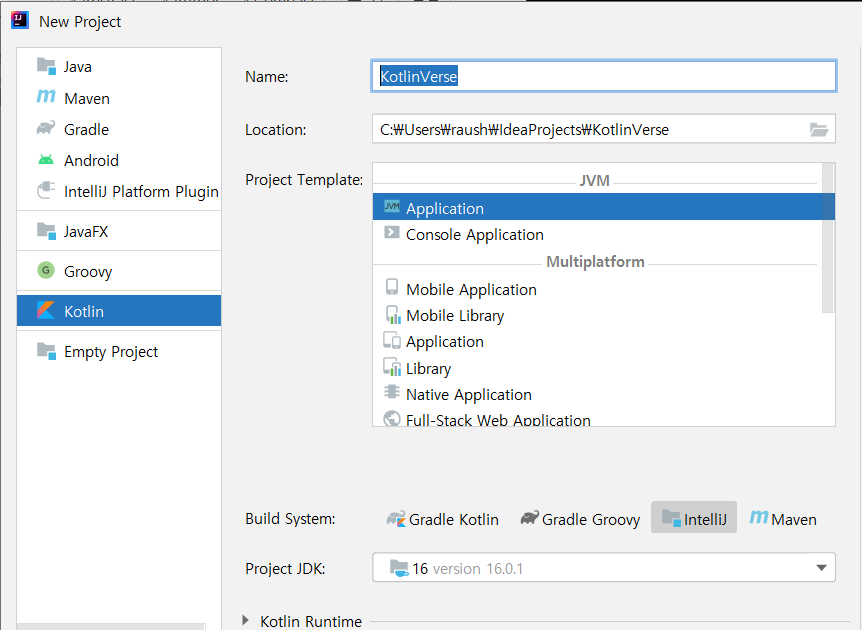 New Project
Java
Maven
Gradle
Android
IntelliJ Platform Plugin
JavaFX
G Groovy
Kotlin
Empty Project
Name: KotlinVerse
Location: C:₩Users₩raush₩IdeaProjects₩KotlinVerse
Project Template:
JVM
JVM Application
Console Application
Multiplatform
Mobile Application
Mobile Library
Application
Library
Native Application
Full-Stack Web Application
Build System: Gradle Kotlin Gradle Groovy IntelliJ m Maven
Project JDK: 16 version 16.0.1
Kotlin Runtime